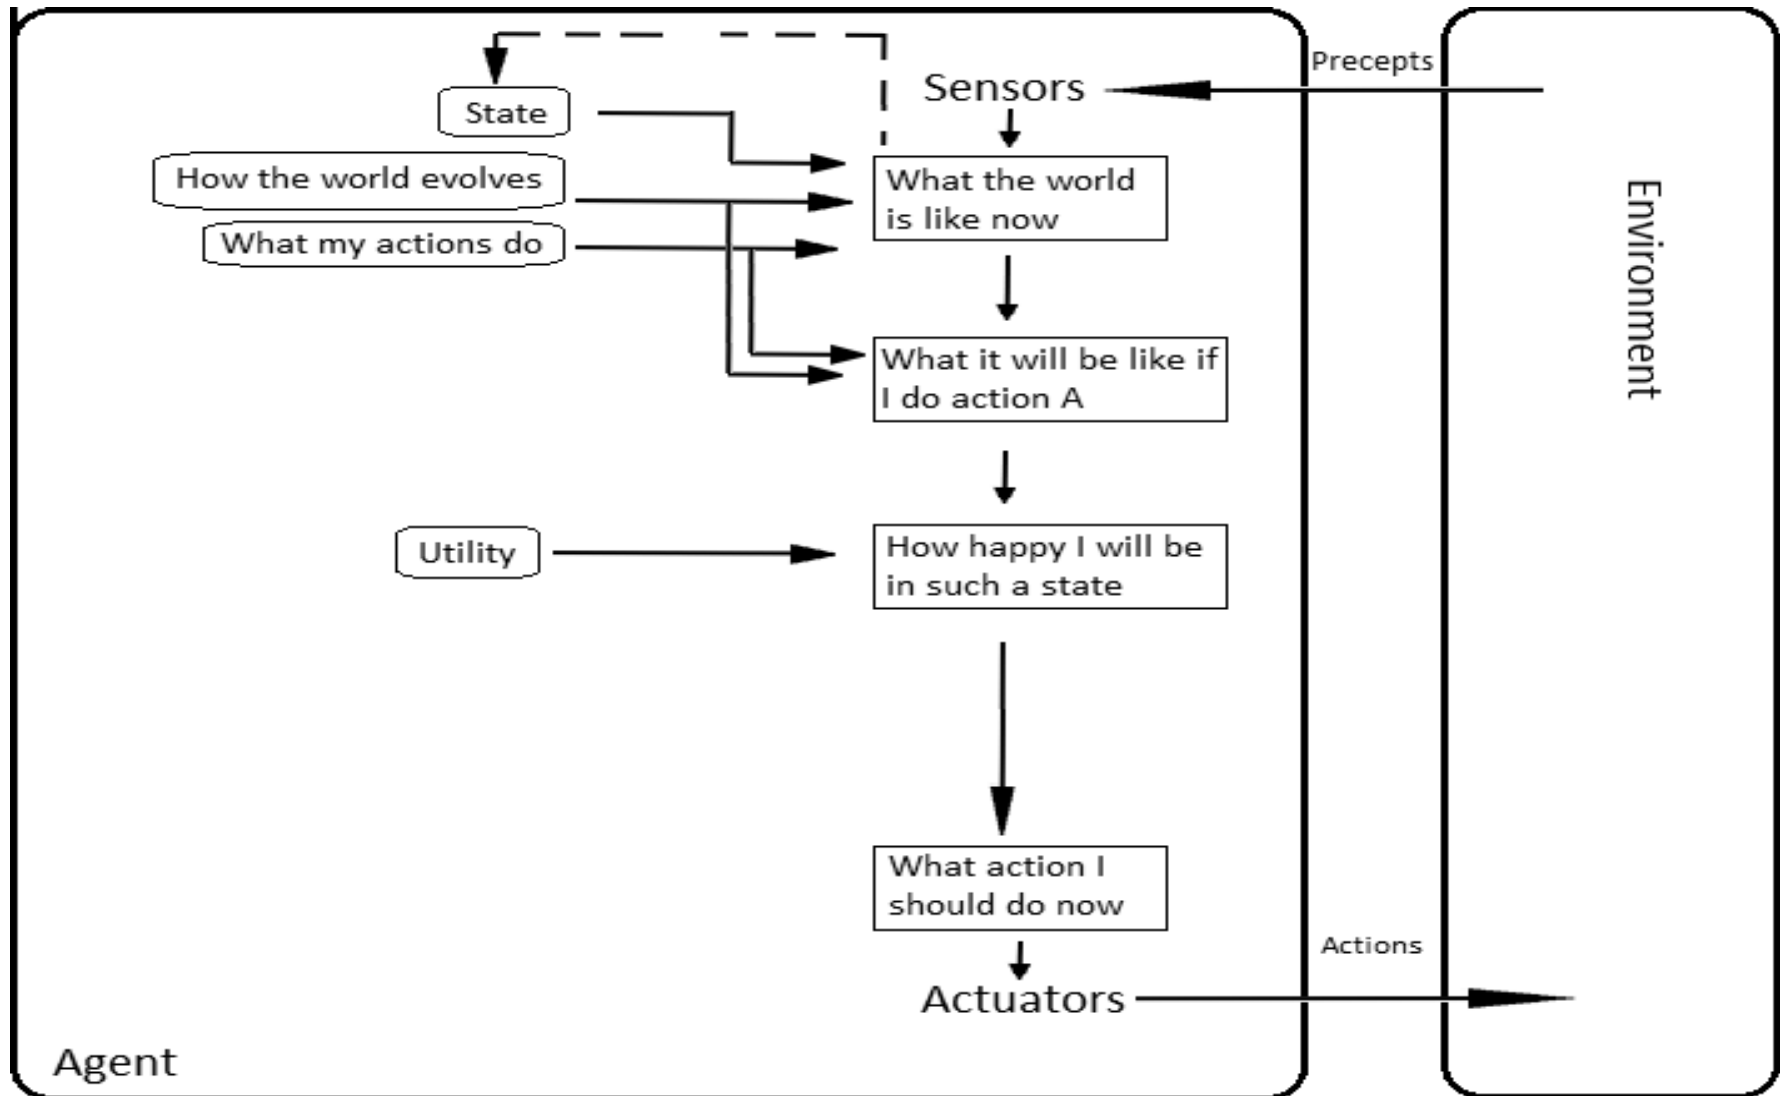 Precepts
Sensors
State
How the world evolves
What my actions do
What the world
is like now
What it will be like if
I do action A
Utility
How happy I will be
in such a state
What action I
should do now
Actions
Actuators
Agent
Environment